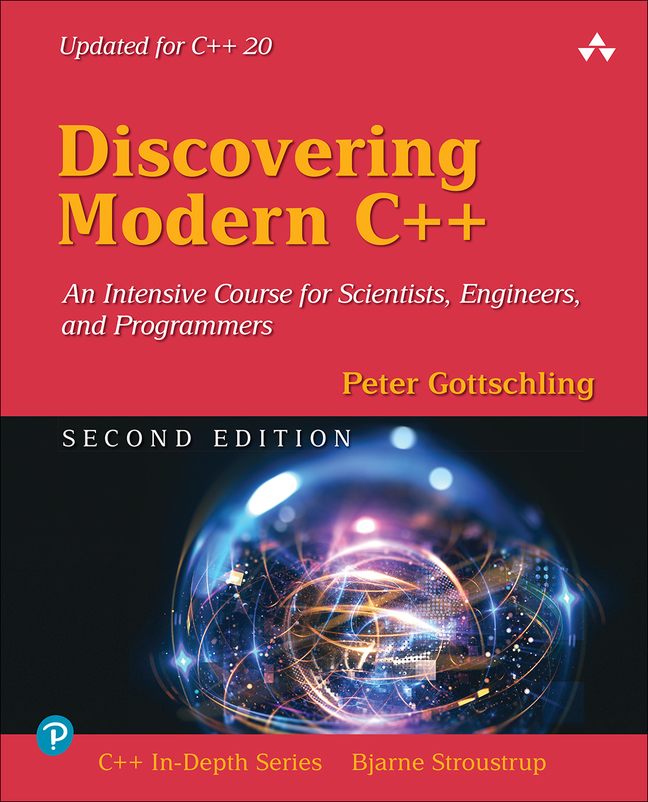 Updated for C++ 20
Discovering
Modern C++
An Intensive Course for Scientists, Engineers,
and Programmers
Peter Gottschling
SECOND EDITION
P
C++ In-Depth Series Bjarne Stroustrup